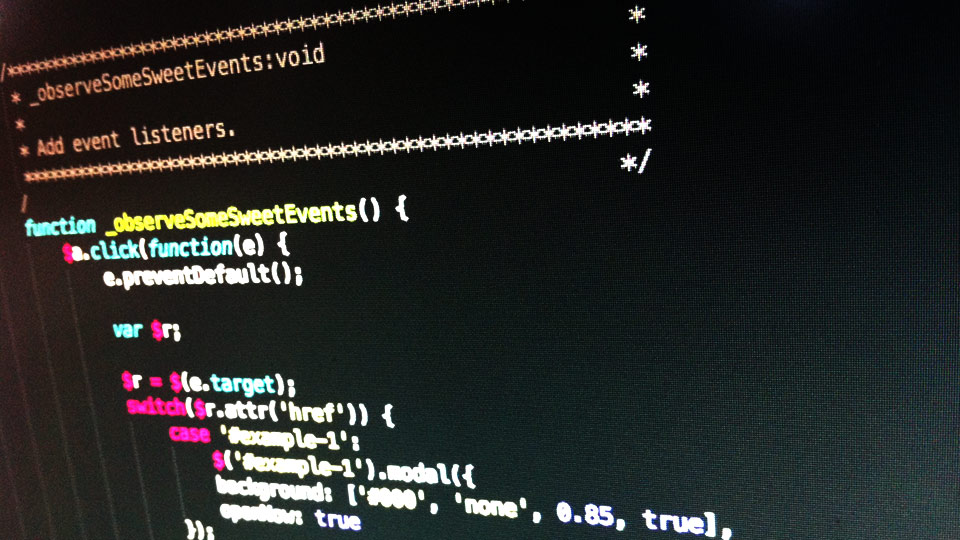 /**************************************************
* _observeSomeSweetEvents:void *
* *
* Add event listeners. *
**************************************************
*/
/
function _observeSomeSweetEvents() {
$a.click(function(e) {
e.preventDefault();
var $r;
$r = $(e.target);
switch($r.attr('href')) {
case '#example-1':
$('#example-1').modal({
background: ['#000', 'none', 0.85, true],
openNow: true
});